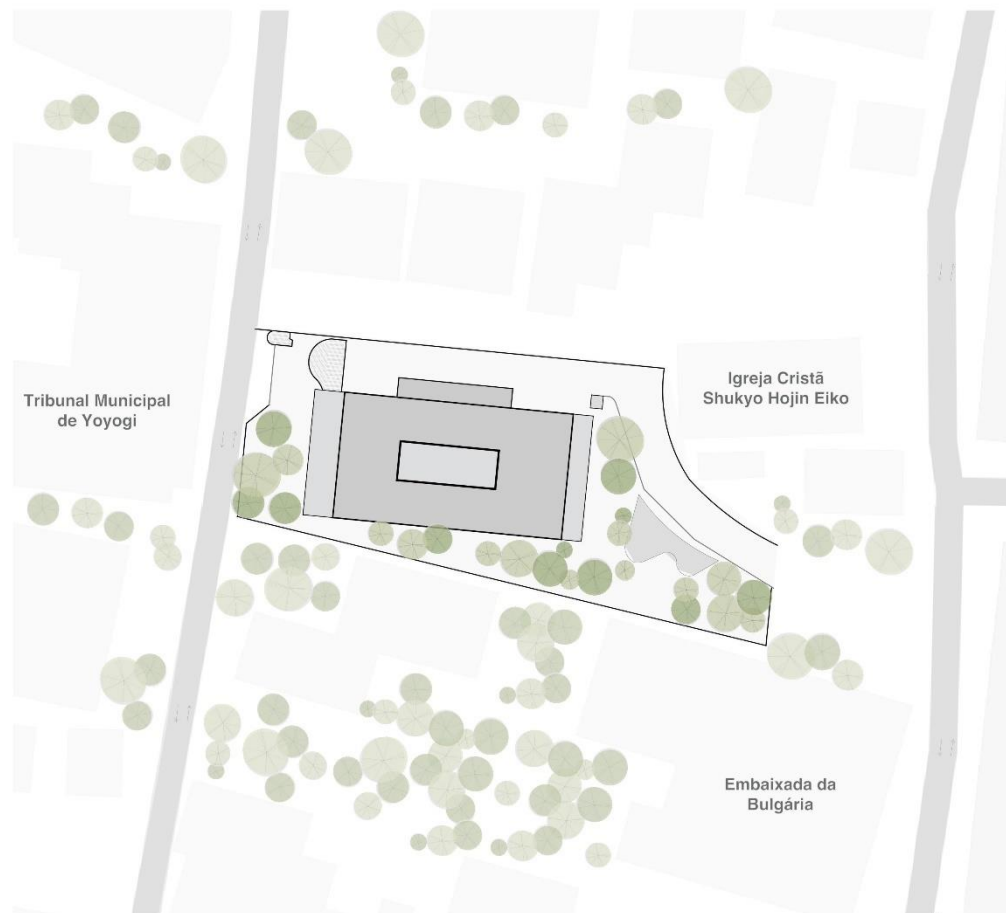 Tribunal Municipal
de Yoyogi
Igreja Cristã
Shukyo Hojin Eiko
Embaixada da
Bulgária